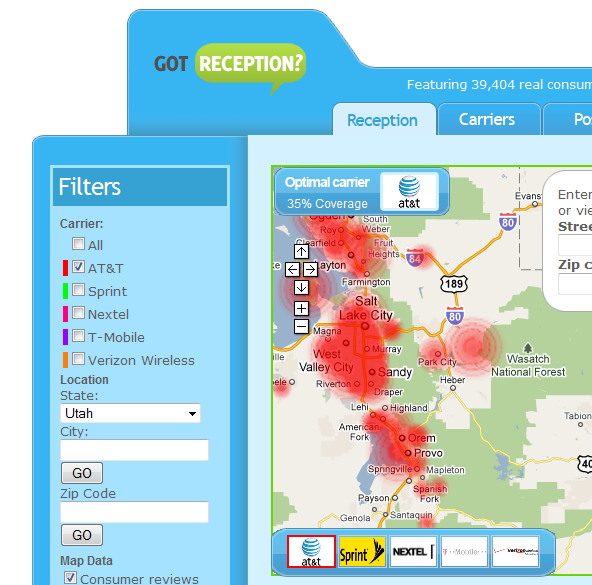 GOT RECEPTION?
Featuring 39,404 real consum
Reception
Carriers
Po
Filters
Carrier:
All
AT&T
Sprint
Nextel
T-Mobile
Verizon Wireless
Location
State:
Utah
City:
GO
Zip Code
GO
Map Data
Consumer reviews
Optimal carrier
35% Coverage
at&t
Enter
or vie
Stree
Zip c
Evans
80
Ogden
South
Weber
Roy
Clearfield
Fruit
Heights
84
Layton
Farmington
189
Salt
Lake City
80
Magna
West
Valley City
Murray
Park City
Wasatch
National Forest
Sandy
Riverton
Heber
Draper
Lehi
Highland
American
Fork
Orem
Provo
Tabion
Springville
Mapleton
40
Spanish
Fork
Payson
Genola
Santaquin
at&t
Sprint
NEXTEL
T-Mobile
verizon